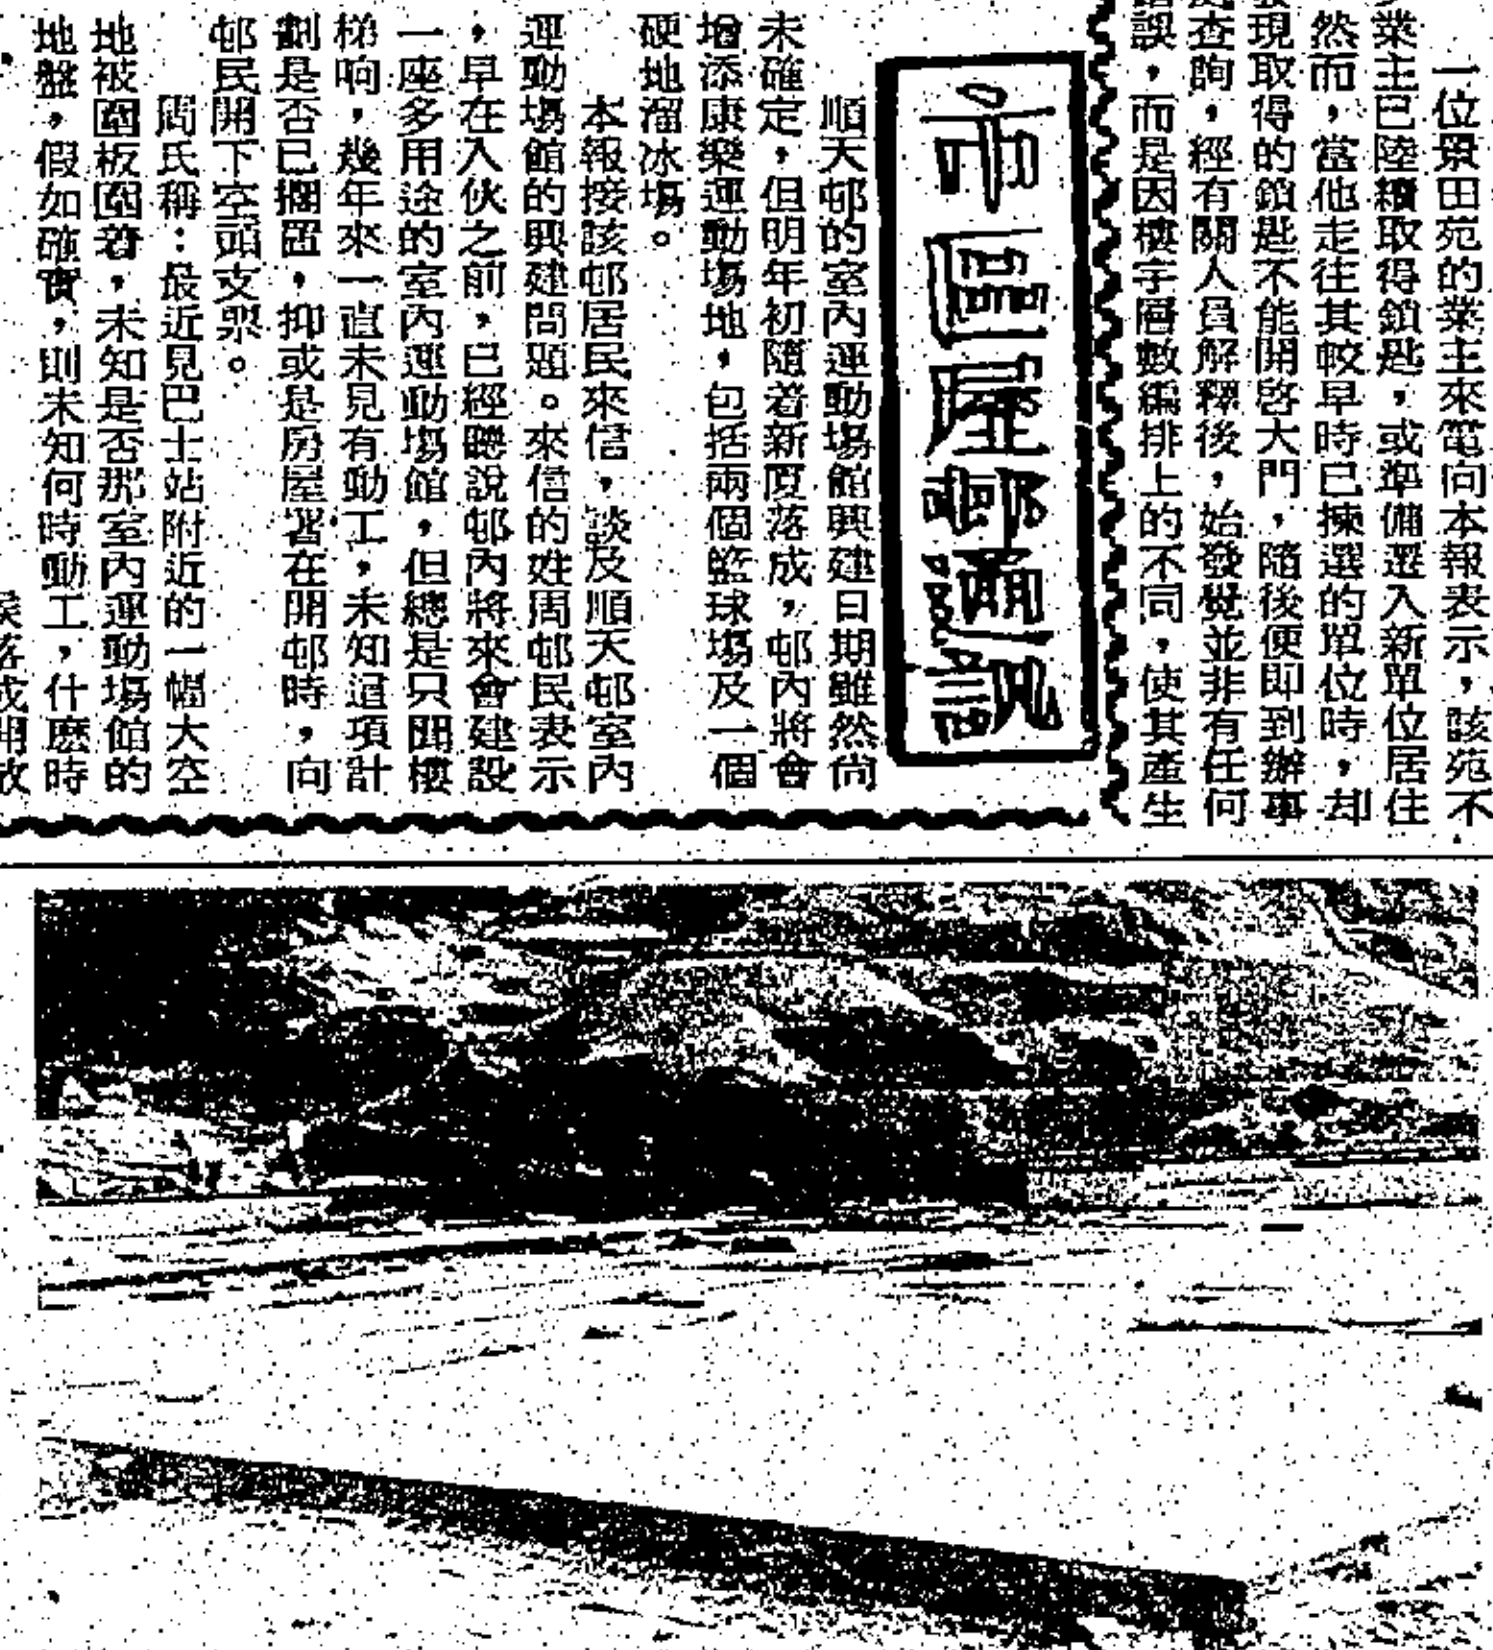 一位景田苑的業主來電向本報表示，該苑不
業主已陸續取得鎖匙，或準備遷入新單位居住
然而，當他走往其較早時已揀選的單位時，却
發現取得的鎖匙不能開啓大門，隨後便即到辦事
查詢，經有關人員解釋後，始發覺並非有任何
錯誤，而是因樓宇層數編排上的不同，使其產生
市區屋邨通訊
順天邨的室內運動場館興建日期雖然尚
未確定，但明年初隨着新厦落成，邨內將會
增添康樂運動場地，包括兩個籃球場及一個
硬地溜冰場。
本報接該邨居民來信，談及順天邨室內
運動場館的興建問題。來信的姓周邨民表示
，早在入伙之前，已經聽說邨內將來會建設
一座多用途的室內運動場館，但總是只聞樓
梯响，幾年來一直未見有動工，未知這項計
劃是否已擱置，抑或是房屋署在開邨時，向
邨民開下空頭支票。
周氏稱：最近見巴士站附近的一幅大空
地被圍板圍着，未知是否那室內運動場館的
地盤，假如確實，則未知何時動工，什麽時
落成開放